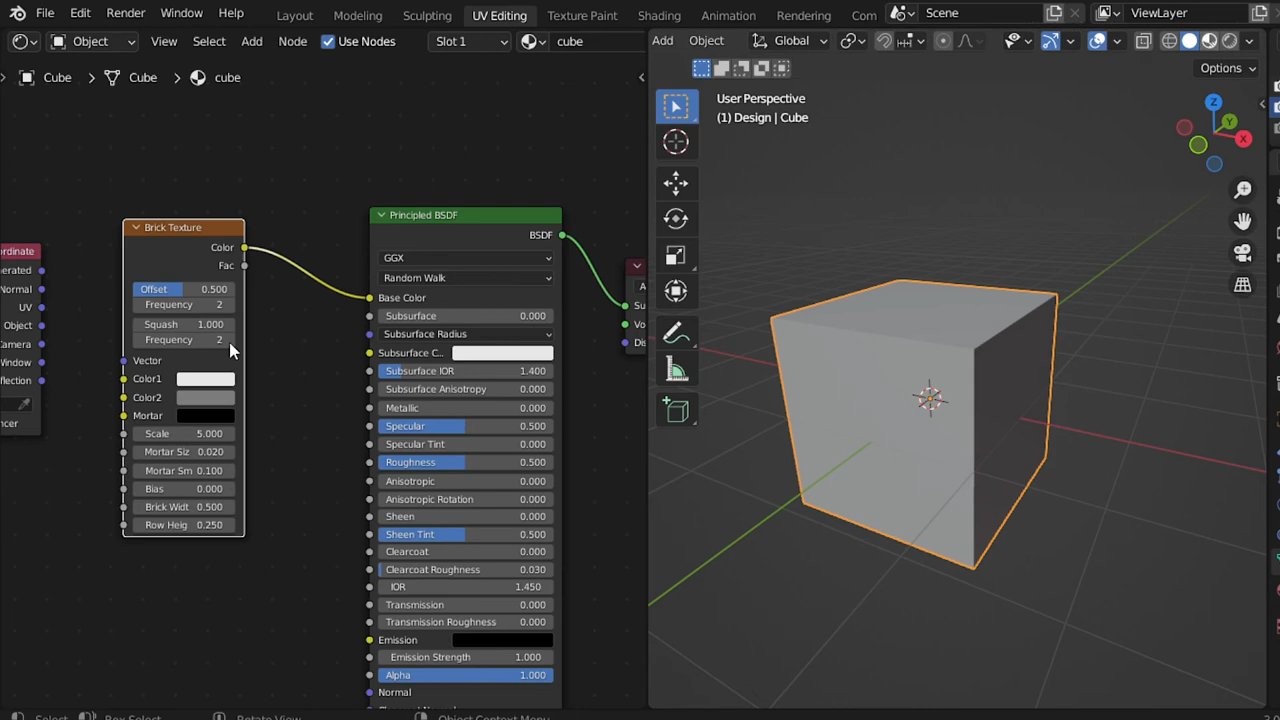 File Edit Render Window Help Layout Modeling Sculpting UV Editing Texture Paint Shading Animation Rendering Com Scene ViewLayer
Object View Select Add Node Use Nodes Slot 1 cube Add Object Global
Cube Cube cube Options
User Perspective
(1) Design | Cube
Z
Y
X
ordinate
nerated
Normal
UV
Object
Camera
Window
flection
ncer
Brick Texture
Color
Fac
Offset 0.500
Frequency 2
Squash 1.000
Frequency 2
Vector
Color1
Color2
Mortar
Scale 5.000
Mortar Siz 0.020
Mortar Sm 0.100
Bias 0.000
Brick Widt 0.500
Row Heig 0.250
Principled BSDF
BSDF
GGX
Random Walk
Base Color
Subsurface 0.000
Subsurface Radius
Subsurface C...
Subsurface IOR 1.400
Subsurface Anisotropy 0.000
Metallic 0.000
Specular 0.500
Specular Tint 0.000
Roughness 0.500
Anisotropic 0.000
Anisotropic Rotation 0.000
Sheen 0.000
Sheen Tint 0.500
Clearcoat 0.000
Clearcoat Roughness 0.030
IOR 1.450
Transmission 0.000
Transmission Roughness 0.000
Emission
Emission Strength 1.000
Alpha 1.000
Normal
A
Su
Vo
Di
Select Box Select Rotate View Object Context Menu